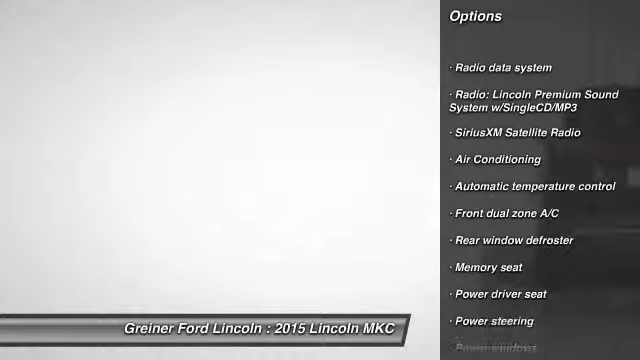 Options
· Radio data system
· Radio: Lincoln Premium Sound
System w/SingleCD/MP3
· SiriusXM Satellite Radio
· Air Conditioning
· Automatic temperature control
· Front dual zone A/C
· Rear window defroster
· Memory seat
· Power driver seat
· Power steering
· Power windows
Greiner Ford Lincoln : 2015 Lincoln MKC